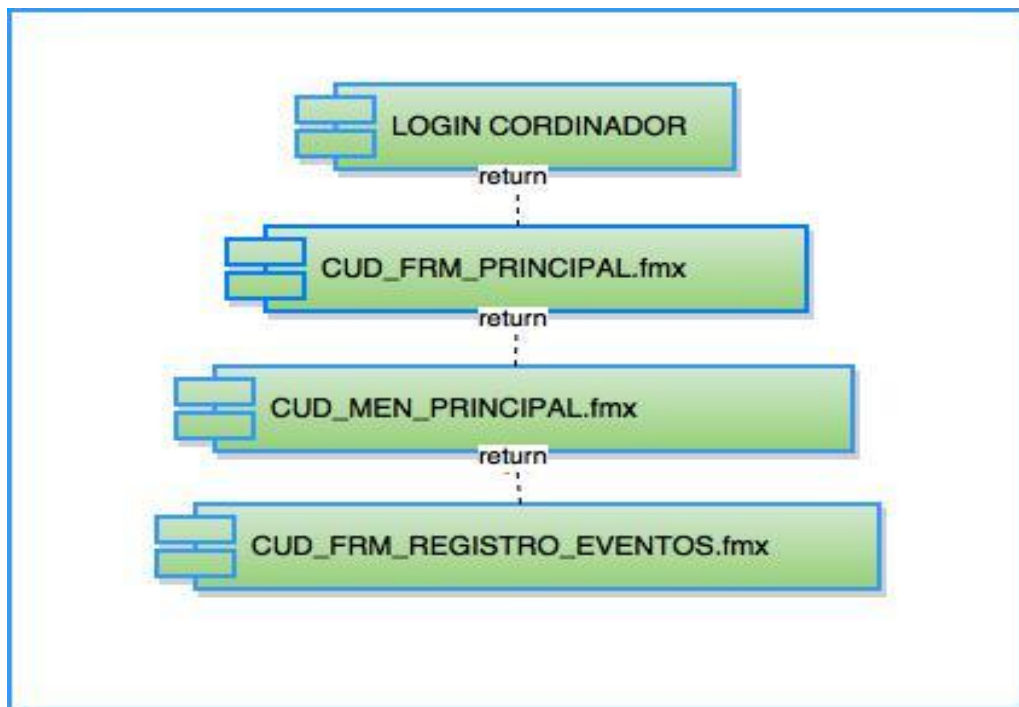 LOGIN CORDINADOR
return
CUD_FRM_PRINCIPAL.fmx
return
CUD_MEN_PRINCIPAL.fmx
return
CUD_FRM_REGISTRO_EVENTOS.fmx